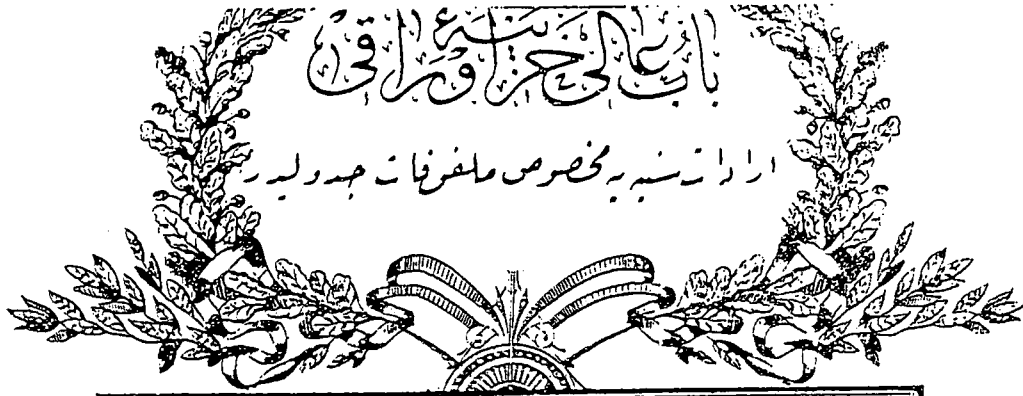 باب عالی خزینهٔ اوراقی
ارادات سنیه یه مخصوص ملفوفات جدولیدر